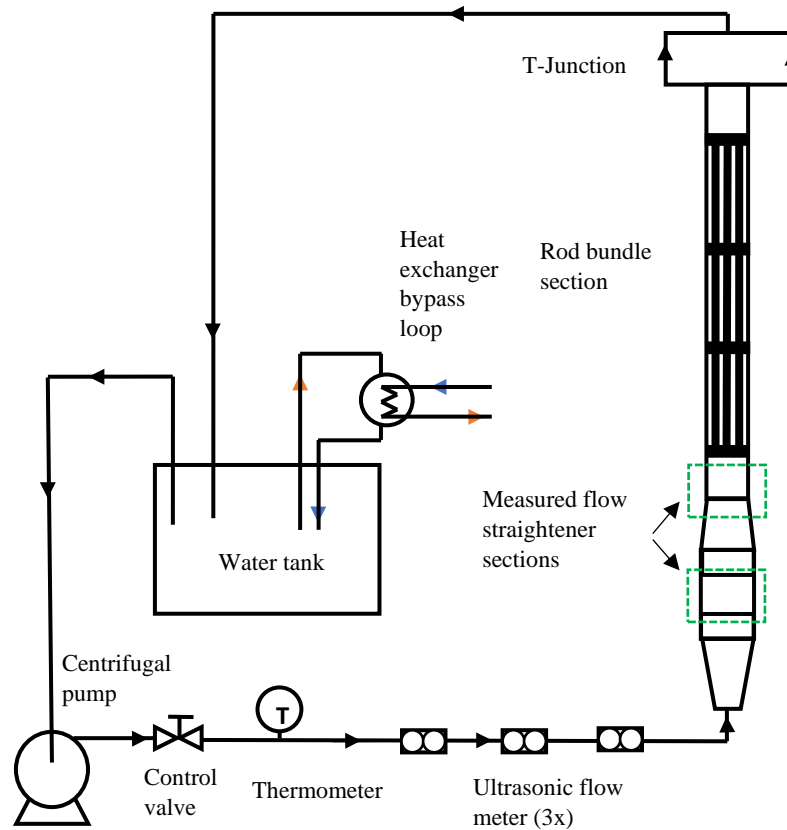 T-Junction
Heat
exchanger
bypass
loop
Rod bundle
section
Measured flow
straightener
sections
Water tank
Centrifugal
pump
T
Control
valve
Thermometer
Ultrasonic flow
meter (3x)